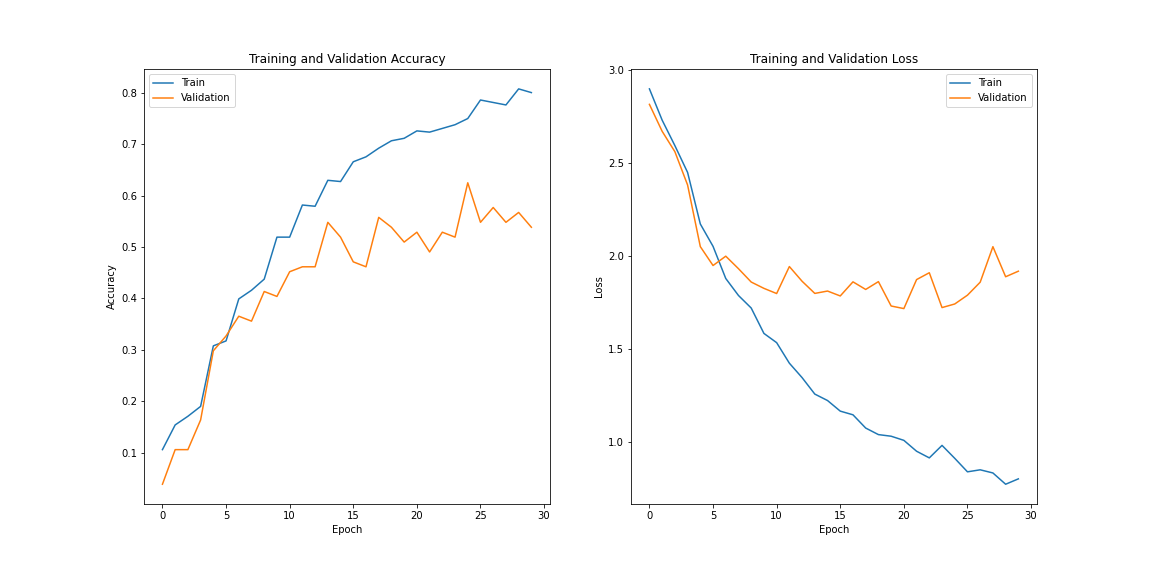 Training and Validation Accuracy
Train
Validation
0.8
0.7
0.6
0.5
0.4
0.3
0.2
0.1
Accuracy
0
5
10
15
20
25
30
Epoch
Training and Validation Loss
Train
Validation
3.0
2.5
2.0
1.5
1.0
Loss
0
5
10
15
20
25
30
Epoch